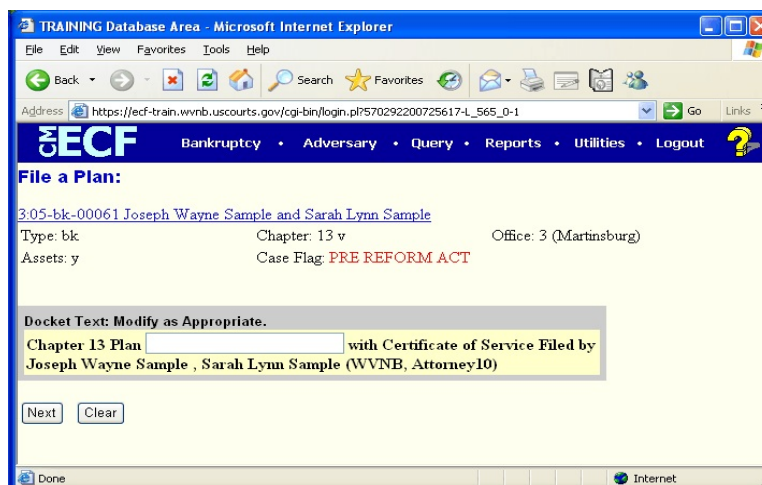 TRAINING Database Area - Microsoft Internet Explorer
File Edit View Favorites Tools Help
Back Search Favorites
Address https://ecf-train.wvnb.uscourts.gov/cgi-bin/login.pl?570292200725617-L_565_0-1 Go Links
CM ECF Bankruptcy • Adversary • Query • Reports • Utilities • Logout ?
File a Plan:
3:05-bk-00061 Joseph Wayne Sample and Sarah Lynn Sample
Type: bk Chapter: 13 v Office: 3 (Martinsburg)
Assets: y Case Flag: PRE REFORM ACT
Docket Text: Modify as Appropriate.
Chapter 13 Plan with Certificate of Service Filed by
Joseph Wayne Sample , Sarah Lynn Sample (WVNB, Attorney10)
Next Clear
Done Internet